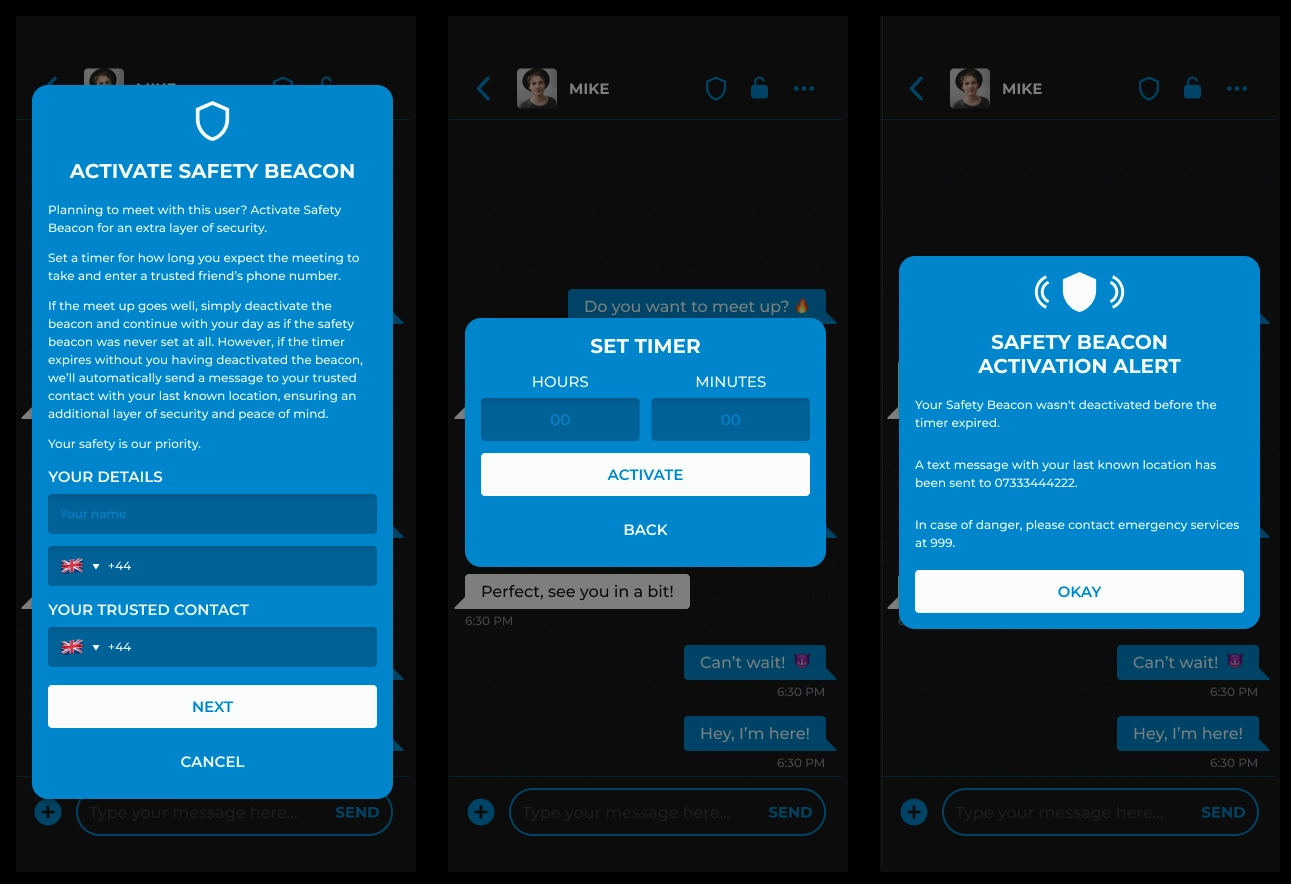 ACTIVATE SAFETY BEACON
Planning to meet with this user? Activate Safety
Beacon for an extra layer of security.
Set a timer for how long you expect the meeting to
take and enter a trusted friend’s phone number.
If the meet up goes well, simply deactivate the
beacon and continue with your day as if the safety
beacon was never set at all. However, if the timer
expires without you having deactivated the beacon,
we’ll automatically send a message to your trusted
contact with your last known location, ensuring an
additional layer of security and peace of mind.
Your safety is our priority.
YOUR DETAILS
Your name
+44
YOUR TRUSTED CONTACT
+44
NEXT
CANCEL
Type your message here...
SEND
MIKE
Do you want to meet up? 🔥
SET TIMER
HOURS
MINUTES
00
00
ACTIVATE
BACK
Perfect, see you in a bit!
6:30 PM
Can’t wait! 😈
6:30 PM
Hey, I’m here!
6:30 PM
Type your message here...
SEND
MIKE
SAFETY BEACON
ACTIVATION ALERT
Your Safety Beacon wasn't deactivated before the
timer expired.
A text message with your last known location has
been sent to 07333444222.
In case of danger, please contact emergency services
at 999.
OKAY
Can’t wait! 😈
6:30 PM
Hey, I’m here!
6:30 PM
Type your message here...
SEND